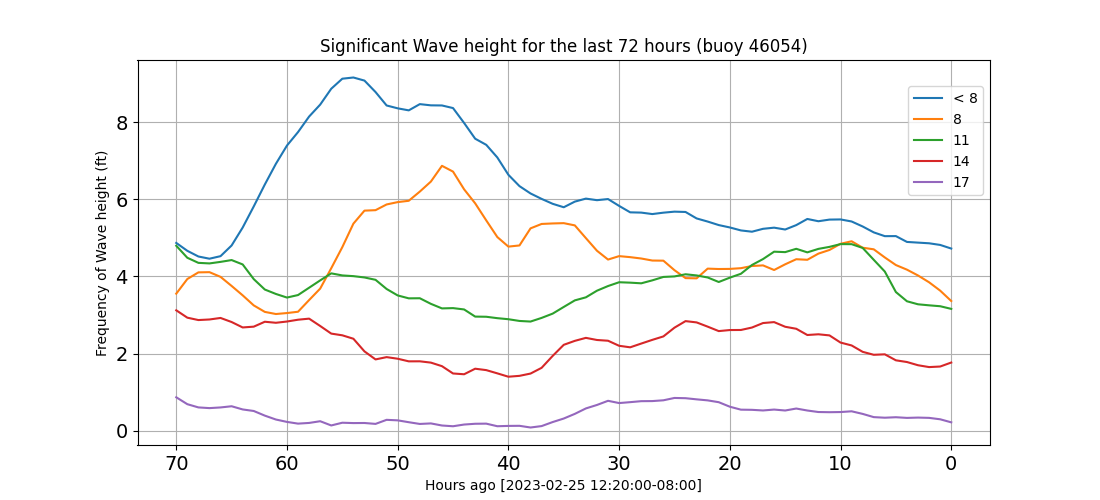 Significant Wave height for the last 72 hours (buoy 46054)
Frequency of Wave height (ft)
8
6
4
2
0
< 8
8
11
14
17
70 60 50 40 30 20 10 0
Hours ago [2023-02-25 12:20:00-08:00]